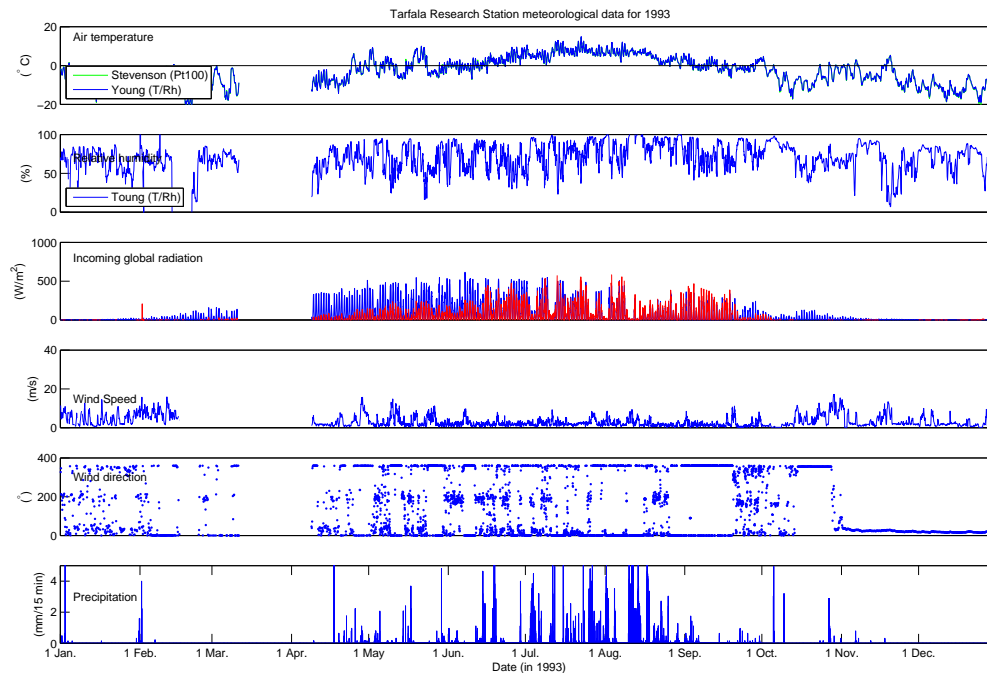 Tarfala Research Station meteorological data for 1993
Air temperature
(° C)
0
−20
Stevenson (Pt100)
Young (T/Rh)
Relative humidity
(%)
100
50
0
Toung (T/Rh)
Incoming global radiation
(W/m²)
1000
500
0
Wind Speed
(m/s)
40
20
0
Wind direction
(°)
400
200
0
Precipitation
(mm/15 min)
4
2
0
1 Jan. 1 Feb. 1 Mar. 1 Apr. 1 May 1 Jun. 1 Jul. 1 Aug. 1 Sep. 1 Oct. 1 Nov. 1 Dec.
Date (in 1993)